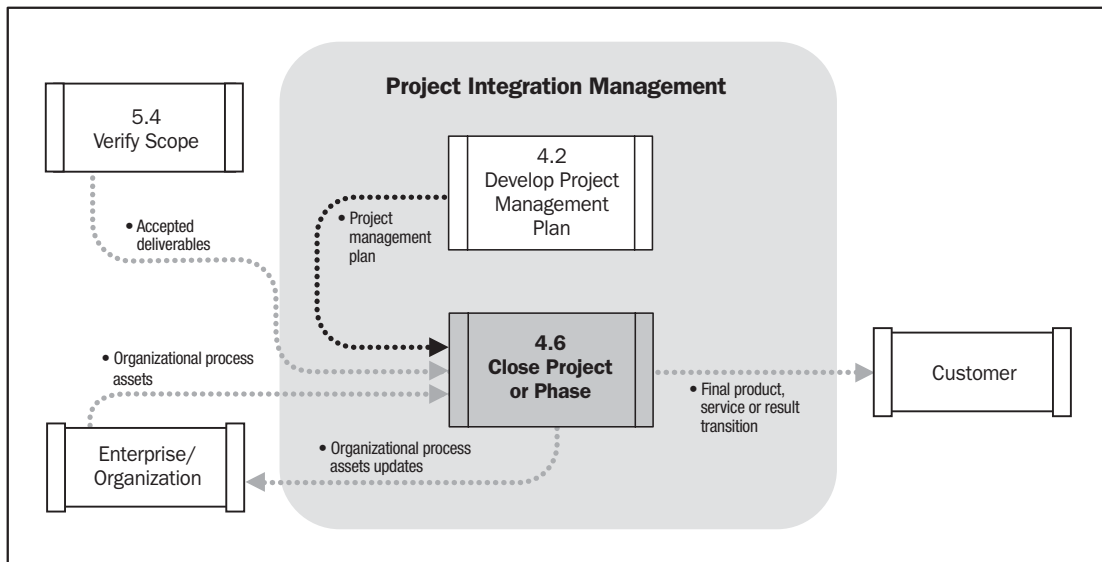 Project Integration Management
5.4
Verify Scope
4.2
Develop Project
Management
Plan
• Accepted
deliverables
• Project
management
plan
• Organizational process
assets
4.6
Close Project
or Phase
Customer
• Final product,
service or result
transition
Enterprise/
Organization
• Organizational process
assets updates